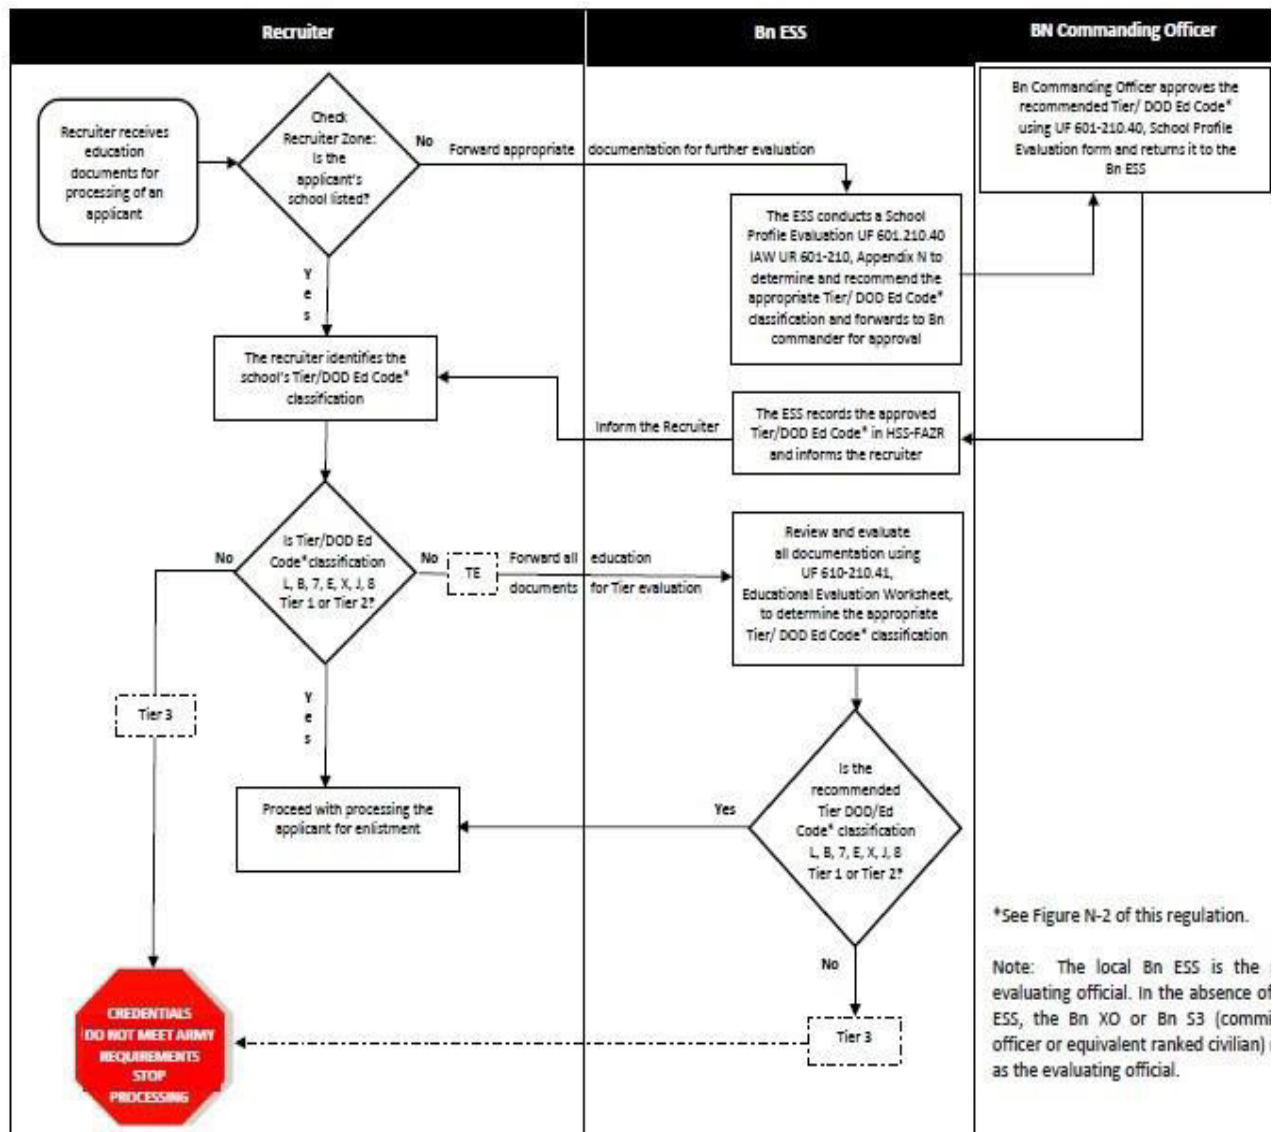 Recruiter
Bn ESS
BN Commanding Officer
Recruiter receives
education
documents for
processing of an
applicant
Check
Recruiter Zone:
Is the
applicant's
school listed?
No
Forward appropriate documentation for further evaluation
Bn Commanding Officer approves the
recommended Tier/ DOD Ed Code*
using UF 601-210.40, School Profile
Evaluation form and returns it to the
Bn ESS
The ESS conducts a School
Profile Evaluation UF 601.210.40
IAW UR 601-210, Appendix N to
determine and recommend the
appropriate Tier/ DOD Ed Code*
classification and forwards to Bn
commander for approval
Yes
The recruiter identifies the
school's Tier/DOD Ed Code*
classification
Inform the Recruiter
The ESS records the approved
Tier/DOD Ed Code* in HSS-FAZR
and informs the recruiter
Is Tier/DOD Ed
Code*classification
L, B, 7, E, X, J, 8
Tier 1 or Tier 2?
No
No
TE
Forward all education
documents for Tier evaluation
Review and evaluate
all documentation using
UF 610-210.41,
Educational Evaluation Worksheet,
to determine the appropriate
Tier/ DOD Ed Code* classification
Tier 3
Yes
Proceed with processing the
applicant for enlistment
Yes
Is the
recommended
Tier DOD/Ed
Code* classification
L, B, 7, E, X, J, 8
Tier 1 or Tier 2?
No
Tier 3
CREDENTIALS
DO NOT MEET ARMY
REQUIREMENTS
STOP
PROCESSING
*See Figure N-2 of this regulation.
Note: The local Bn ESS is the
evaluating official. In the absence of
ESS, the Bn XO or Bn S3 (commi
officer or equivalent ranked civilian)
as the evaluating official.